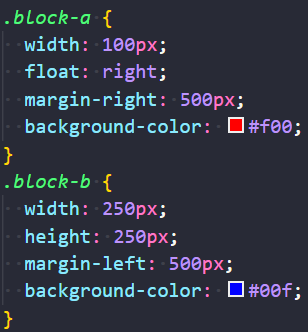 .block-a {
  width: 100px;
  float: right;
  margin-right: 500px;
  background-color: #f00;
}
.block-b {
  width: 250px;
  height: 250px;
  margin-left: 500px;
  background-color: #00f;
}